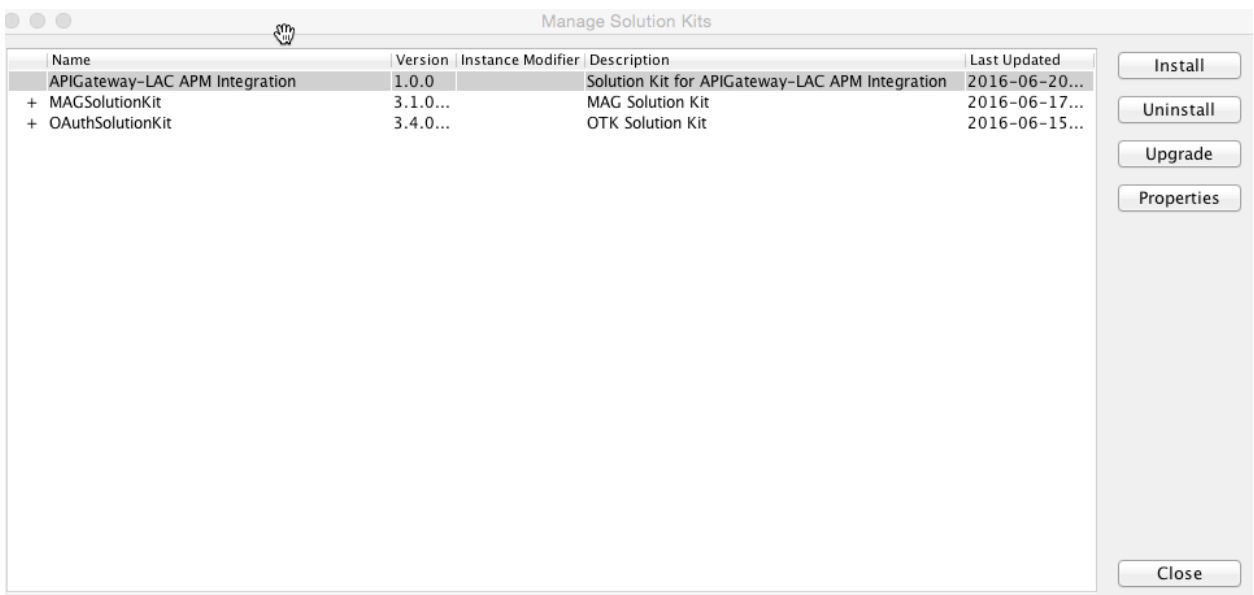 Manage Solution Kits
Name Version Instance Modifier Description Last Updated
APIGateway-LAC APM Integration 1.0.0 Solution Kit for APIGateway-LAC APM Integration 2016-06-20...
+ MAGSolutionKit 3.1.0... MAG Solution Kit 2016-06-17...
+ OAuthSolutionKit 3.4.0... OTK Solution Kit 2016-06-15...
Install
Uninstall
Upgrade
Properties
Close